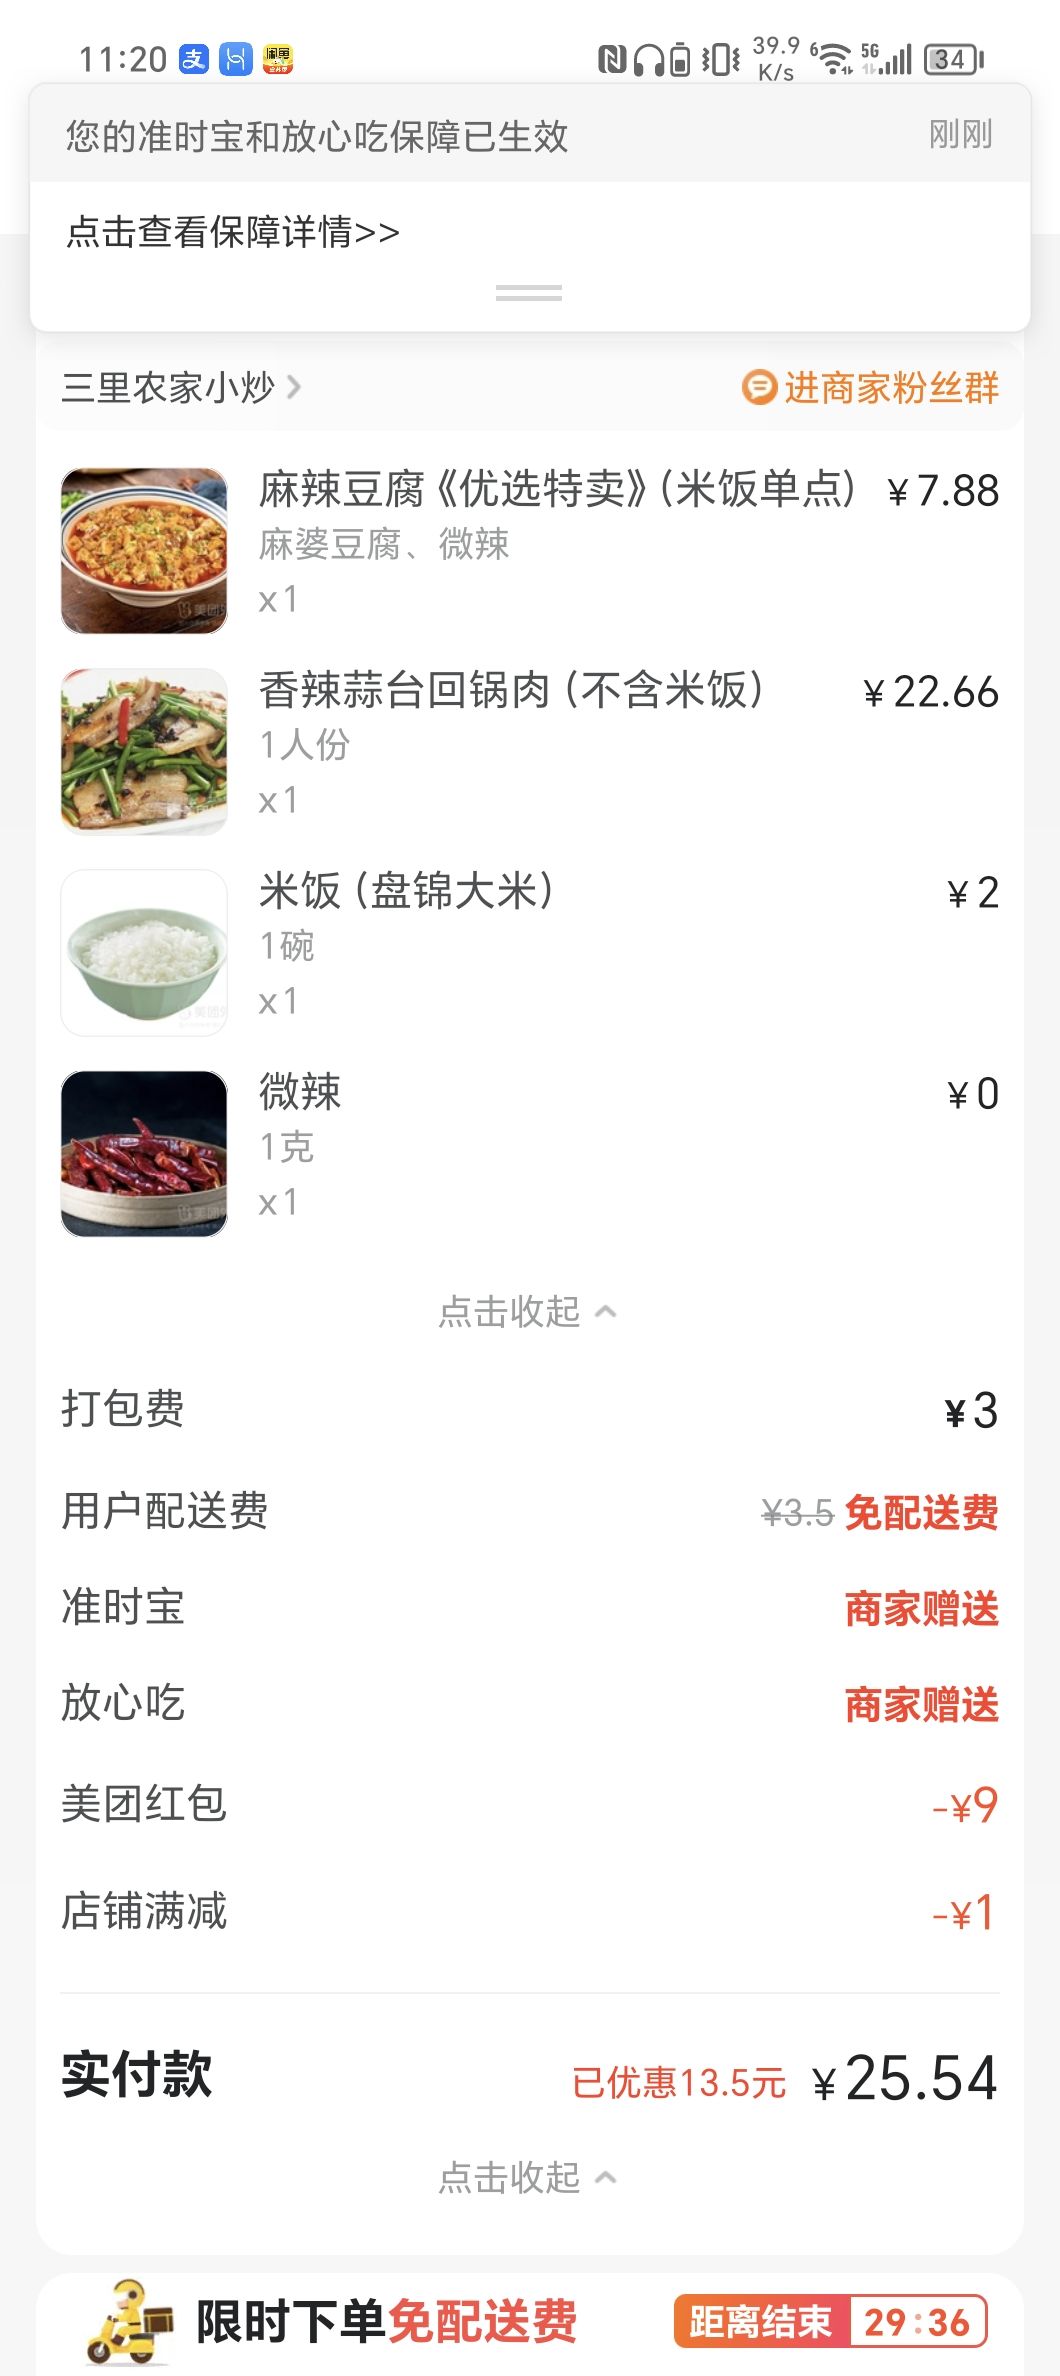 11:20
39.9 K/s
6
5G
34
您的准时宝和放心吃保障已生效 刚刚
点击查看保障详情>>
三里农家小炒 进商家粉丝群
麻辣豆腐《优选特卖》(米饭单点) ¥7.88
麻婆豆腐、微辣
x1
香辣蒜台回锅肉(不含米饭) ¥22.66
1人份
x1
米饭(盘锦大米) ¥2
1碗
x1
微辣 ¥0
1克
x1
点击收起
打包费 ¥3
用户配送费 ¥3.5 免配送费
准时宝 商家赠送
放心吃 商家赠送
美团红包 -¥9
店铺满减 -¥1
实付款 已优惠13.5元 ¥25.54
点击收起
限时下单免配送费 距离结束 29:36